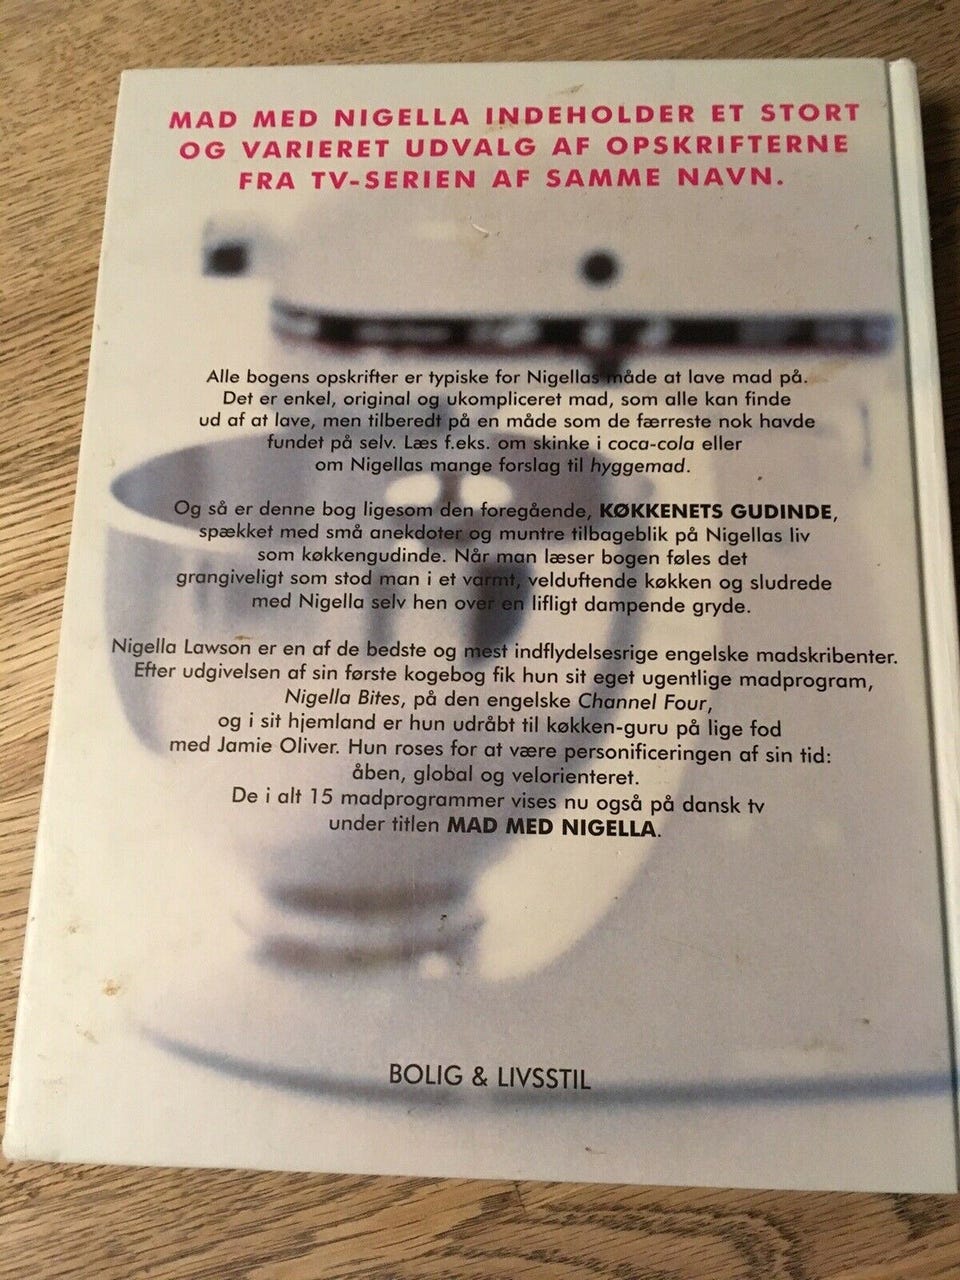 MAD MED NIGELLA INDEHOLDER ET STORT
OG VARIERET UDVALG AF OPSKRIFTERNE
FRA TV-SERIEN AF SAMME NAVN.
Alle bogens opskrifter er typiske for Nigellas måde at lave mad på.
Det er enkel, original og ukompliceret mad, som alle kan finde
ud af at lave, men tilberedt på en måde som de færreste nok havde
fundet på selv. Læs f.eks. om skinke i coca-cola eller
om Nigellas mange forslag til hyggemad.
Og så er denne bog ligesom den foregående, KØKKENETS GUDINDE,
spækket med små anekdoter og muntre tilbageblik på Nigellas liv
som køkkengudinde. Når man læser bogen føles det
grangiveligt som stod man i et varmt, velduftende køkken og sludrede
med Nigella selv hen over en lifligt dampende gryde.
Nigella Lawson er en af de bedste og mest indflydelsesrige engelske madskribenter.
Efter udgivelsen af sin første kogebog fik hun sit eget ugentlige madprogram,
Nigella Bites, på den engelske Channel Four,
og i sit hjemland er hun udråbt til køkken-guru på lige fod
med Jamie Oliver. Hun roses for at være personificeringen af sin tid:
åben, global og velorienteret.
De i alt 15 madprogrammer vises nu også på dansk tv
under titlen MAD MED NIGELLA.
BOLIG & LIVSSTIL